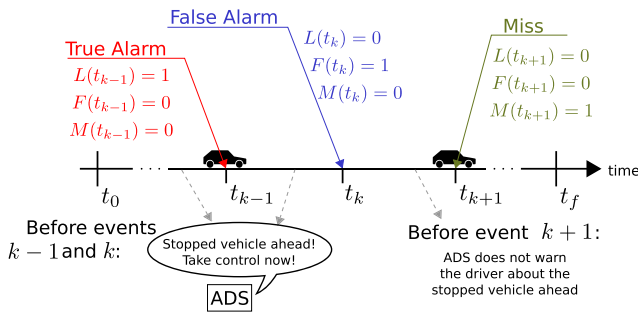 False Alarm
True Alarm
Miss
L(t_k) = 0
F(t_k) = 1
M(t_k) = 0
L(t_{k−1}) = 1
F(t_{k−1}) = 0
M(t_{k−1}) = 0
L(t_{k+1}) = 0
F(t_{k+1}) = 0
M(t_{k+1}) = 1
time
t_0 ... t_{k−1} t_k t_{k+1} ... t_f
Before events
k − 1 and k:
Stopped vehicle ahead!
Take control now!
ADS
Before event k + 1:
ADS does not warn
the driver about the
stopped vehicle ahead